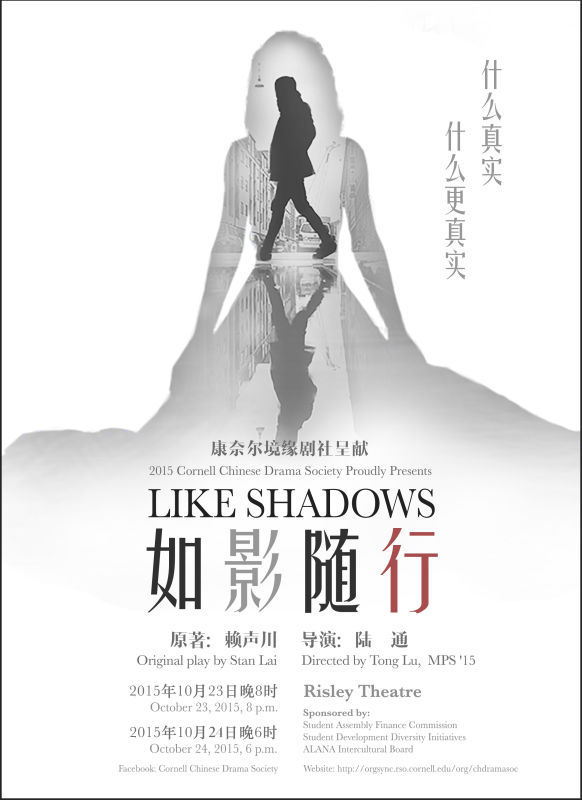 什么真实
什么更真实
康奈尔境缘剧社呈献
2015 Cornell Chinese Drama Society Proudly Presents
LIKE SHADOWS
如影随行
原著：赖声川
Original play by Stan Lai
导演：陆 通
Directed by Tong Lu, MPS '15
2015年10月23日晚8时
October 23, 2015, 8 p.m.
2015年10月24日晚6时
October 24, 2015, 6 p.m.
Risley Theatre
Sponsored by:
Student Assembly Finance Commission
Student Development Diversity Initiatives
ALANA Intercultural Board
Facebook: Cornell Chinese Drama Society
Website: http://orgsync.rso.cornell.edu/org/chdramasoc